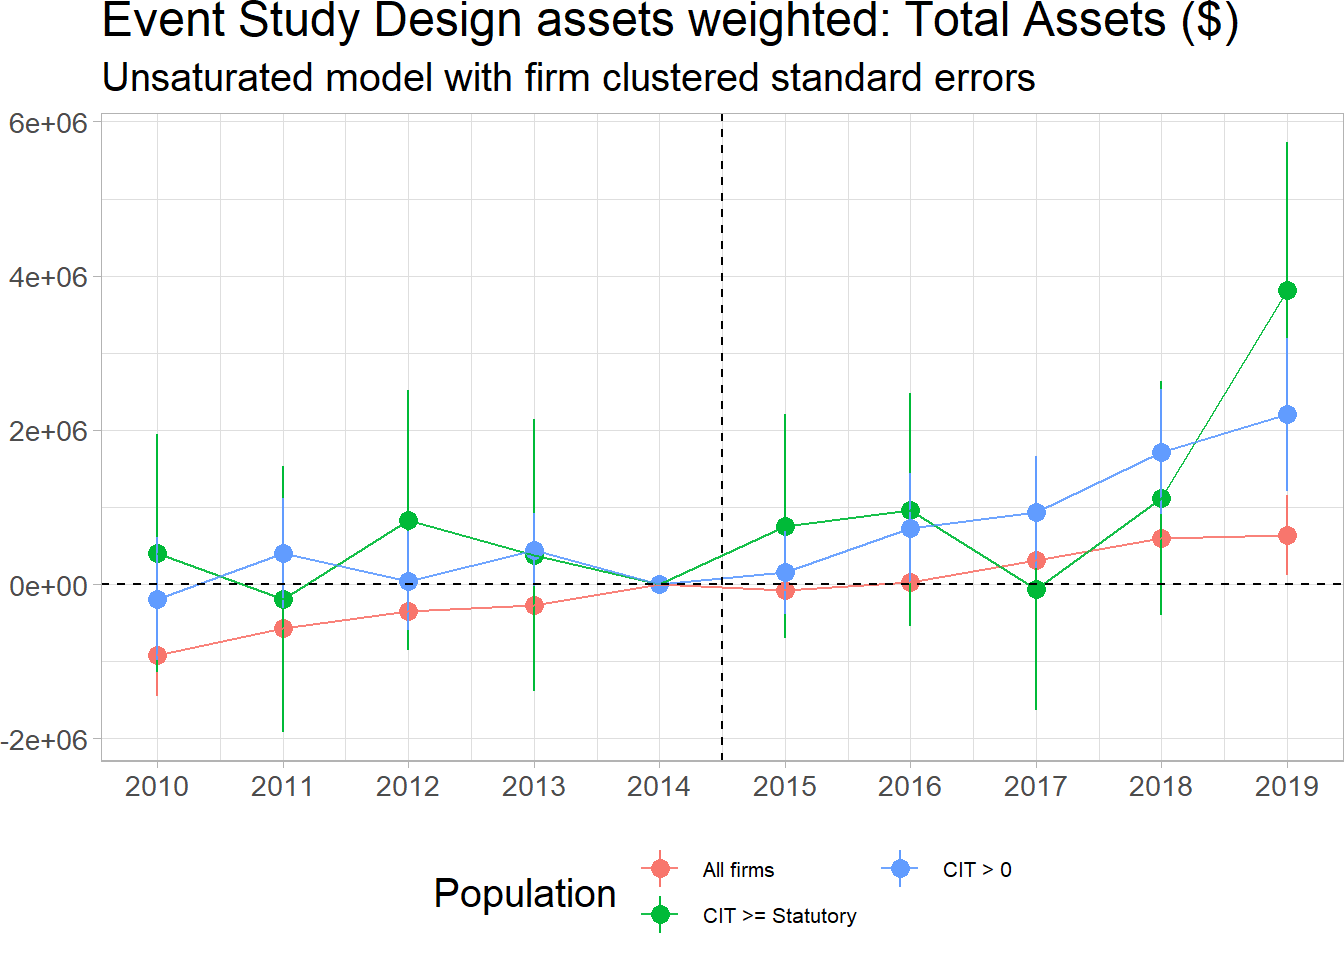 Event Study Design assets weighted: Total Assets ($)
Unsaturated model with firm clustered standard errors
6e+06
4e+06
2e+06
0e+00
-2e+06
2010 2011 2012 2013 2014 2015 2016 2017 2018 2019
Population
All firms
CIT >= Statutory
CIT > 0